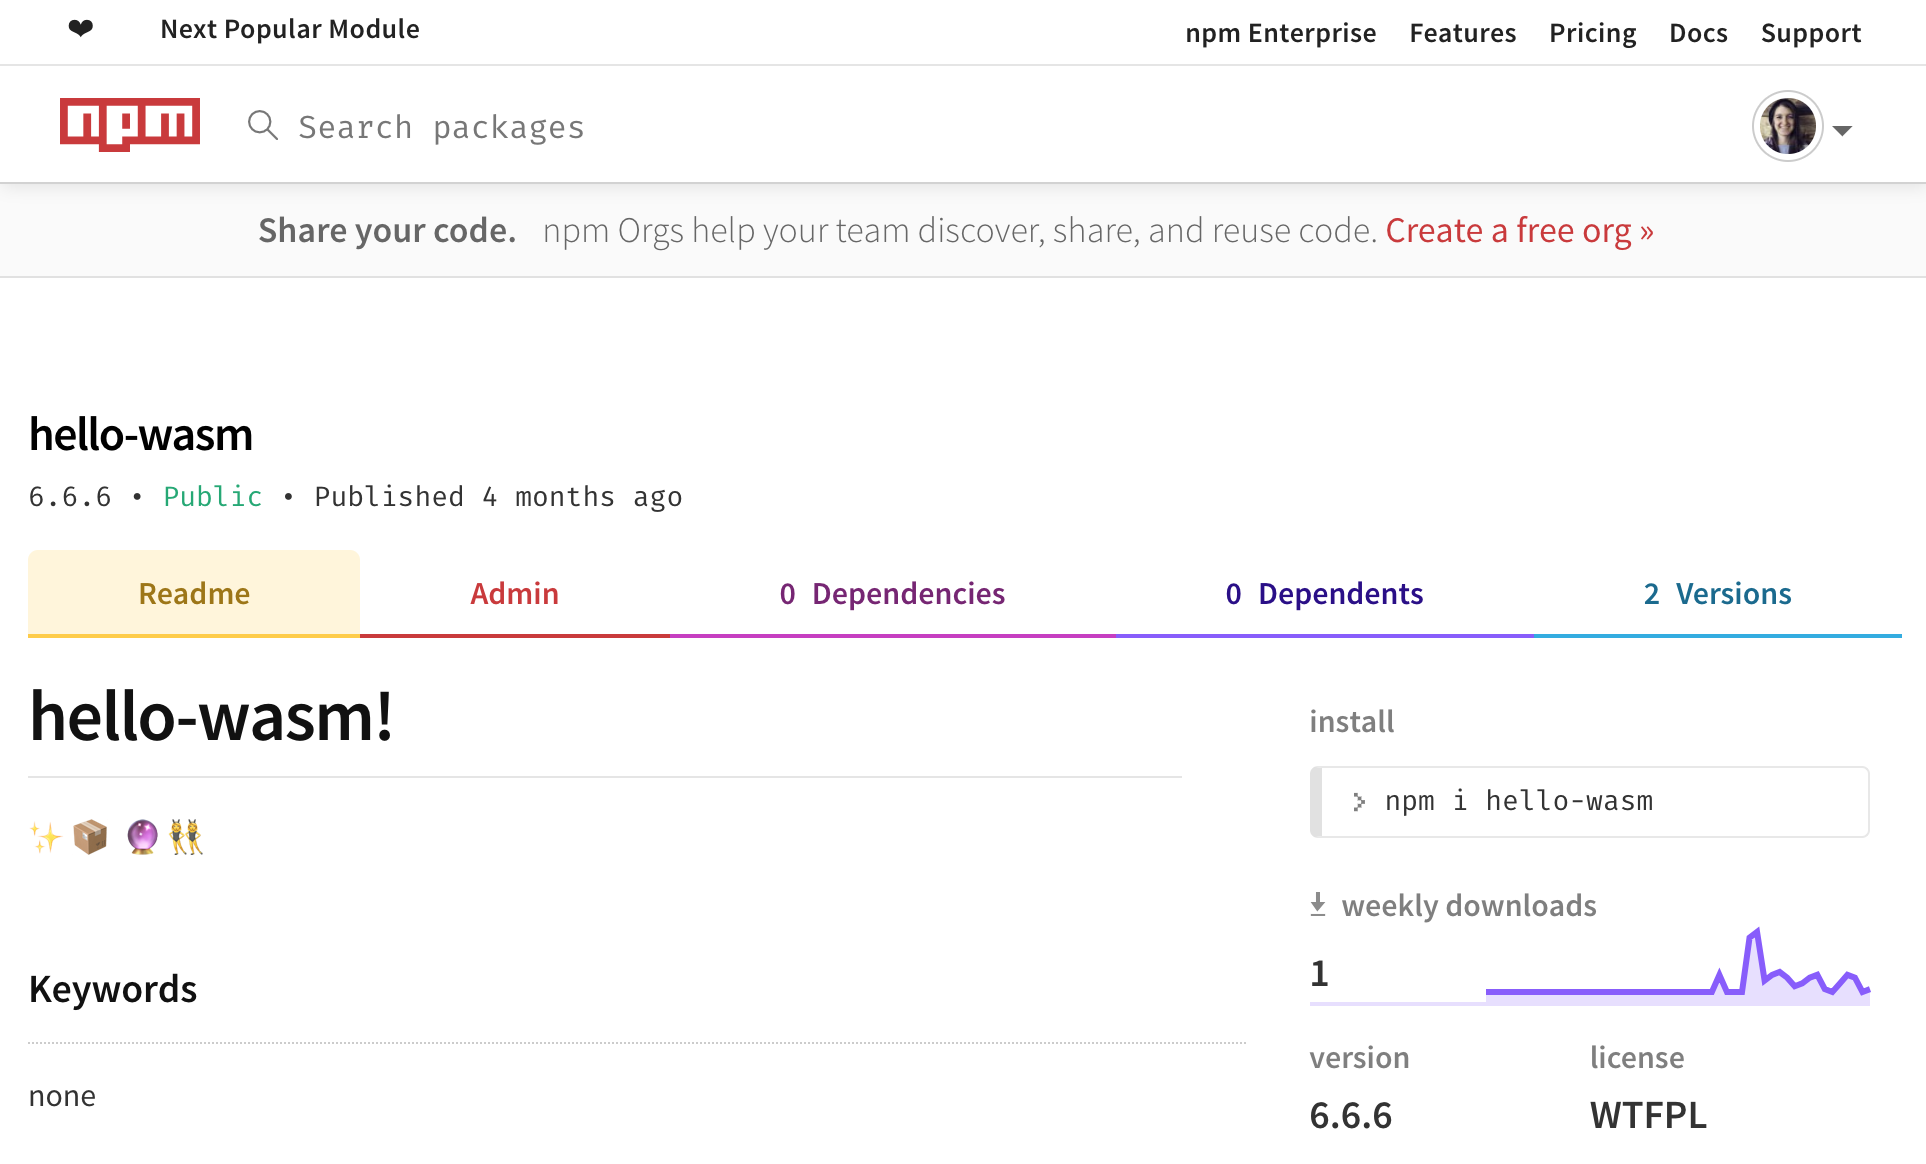 ❤ Next Popular Module npm Enterprise Features Pricing Docs Support
npm Search packages
Share your code. npm Orgs help your team discover, share, and reuse code. Create a free org »
hello-wasm
6.6.6 • Public • Published 4 months ago
Readme Admin 0 Dependencies 0 Dependents 2 Versions
hello-wasm!
✨📦 🔮👯
Keywords
none
install
> npm i hello-wasm
weekly downloads
1
version license
6.6.6 WTFPL